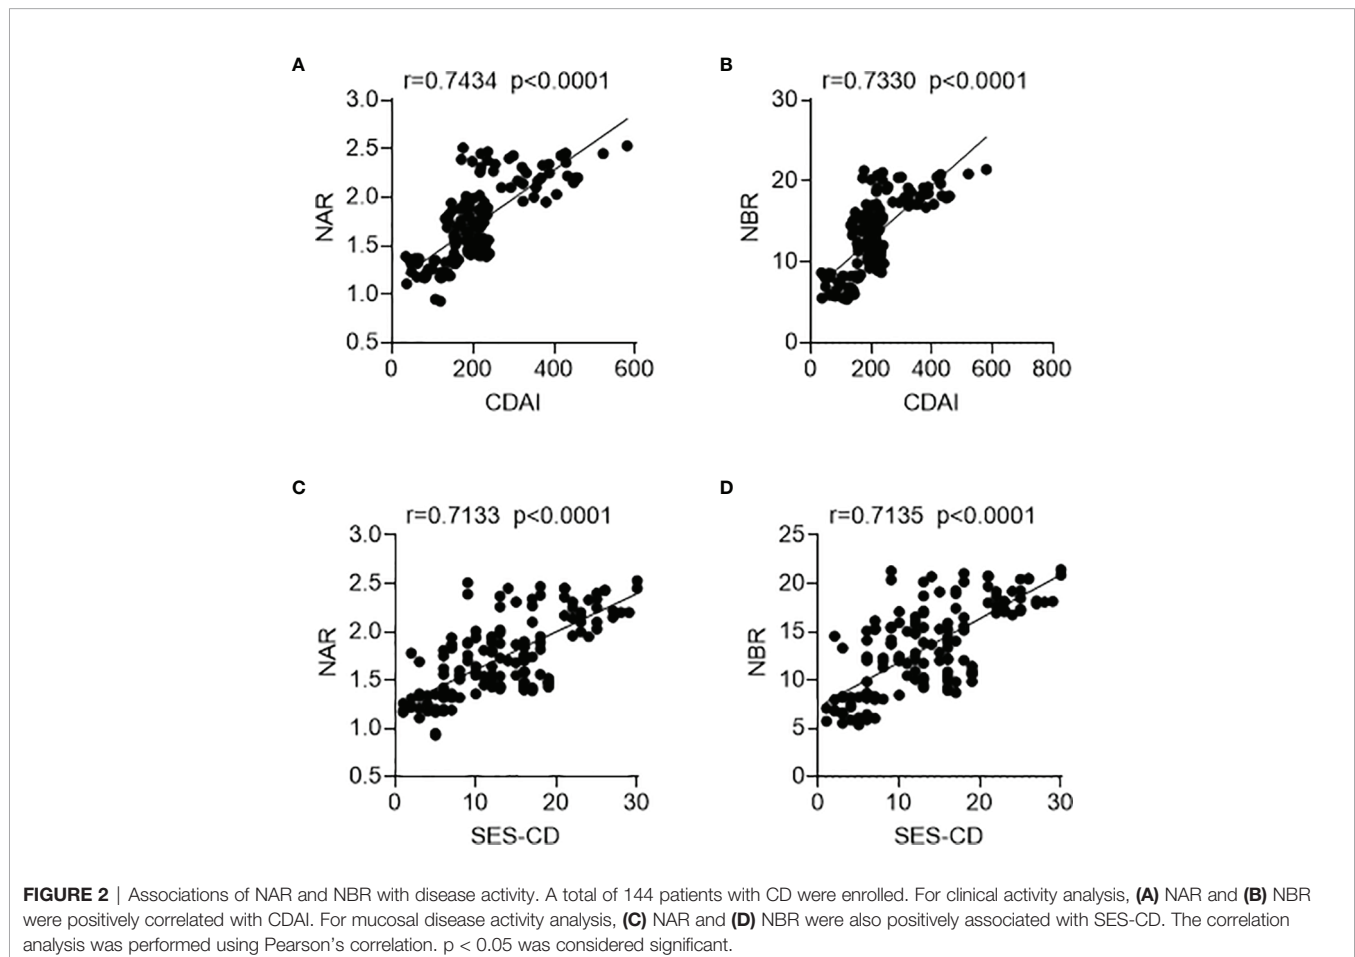 A
B
r=0.7434 p<0.0001
r=0.7330 p<0.0001
3.0
2.5
2.0
1.5
1.0
0.5
NAR
0
200
400
600
CDAI
30
20
10
0
NBR
0
200
400
600
800
CDAI
C
D
r=0.7133 p<0.0001
r=0.7135 p<0.0001
3.0
2.5
2.0
1.5
1.0
0.5
NAR
0
10
20
30
SES-CD
25
20
15
10
5
0
NBR
0
10
20
30
SES-CD
FIGURE 2 | Associations of NAR and NBR with disease activity. A total of 144 patients with CD were enrolled. For clinical activity analysis, (A) NAR and (B) NBR
were positively correlated with CDAI. For mucosal disease activity analysis, (C) NAR and (D) NBR were also positively associated with SES-CD. The correlation
analysis was performed using Pearson’s correlation. p < 0.05 was considered significant.